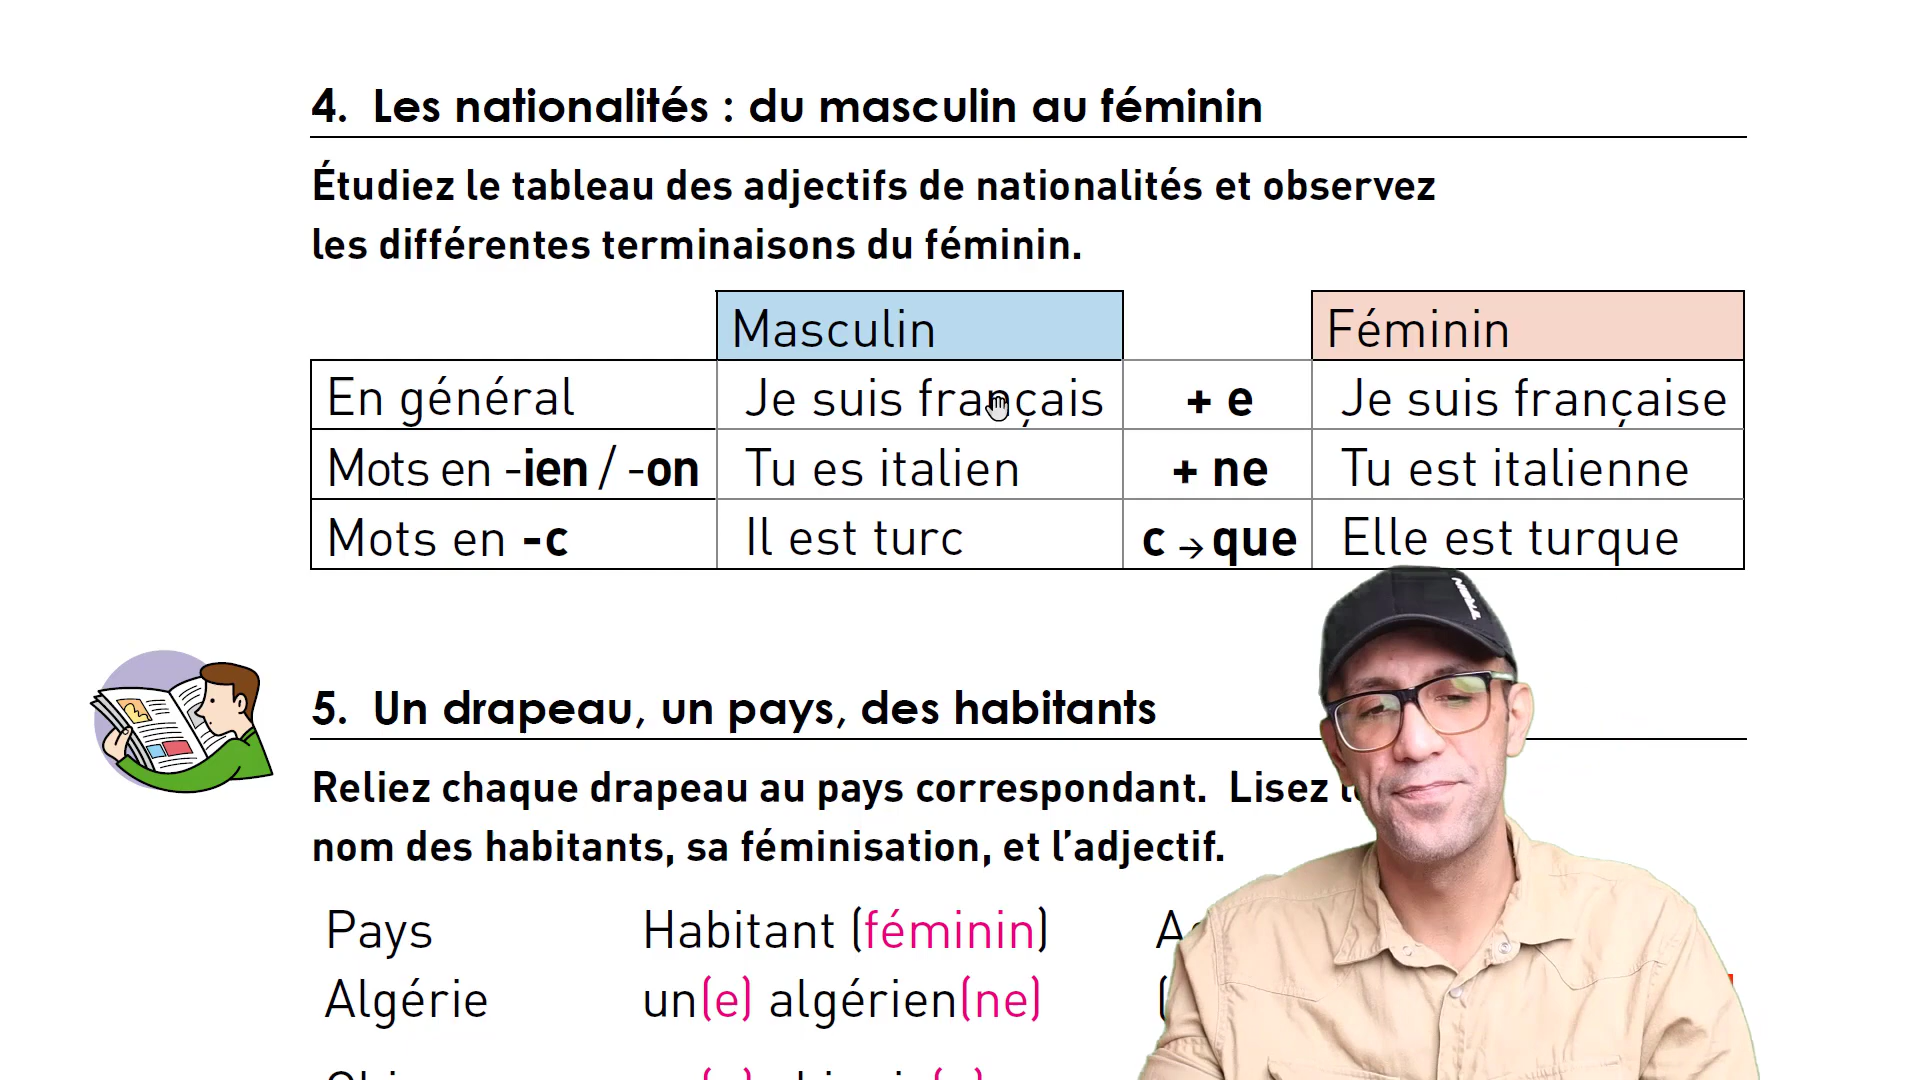 4. Les nationalités : du masculin au féminin
Étudiez le tableau des adjectifs de nationalités et observez
les différentes terminaisons du féminin.
Masculin Féminin
En général Je suis français + e Je suis française
Mots en -ien / -on Tu es italien + ne Tu est italienne
Mots en -c Il est turc c → que Elle est turque
5. Un drapeau, un pays, des habitants
Reliez chaque drapeau au pays correspondant. Lisez
nom des habitants, sa féminisation, et l’adjectif.
Pays Habitant (féminin)
Algérie un(e) algérien(ne)